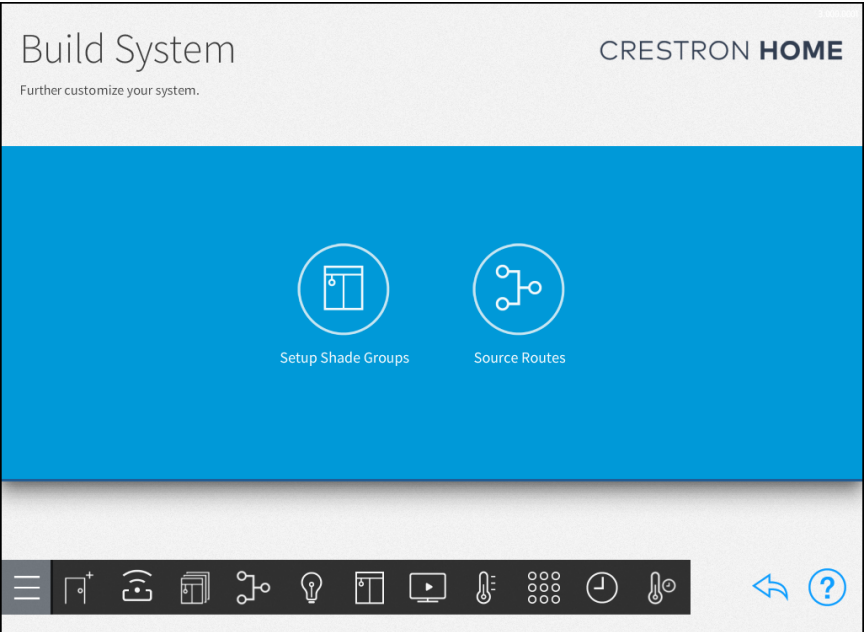 Build System
CRESTRON HOME
Further customize your system.
Setup Shade Groups
Source Routes
?